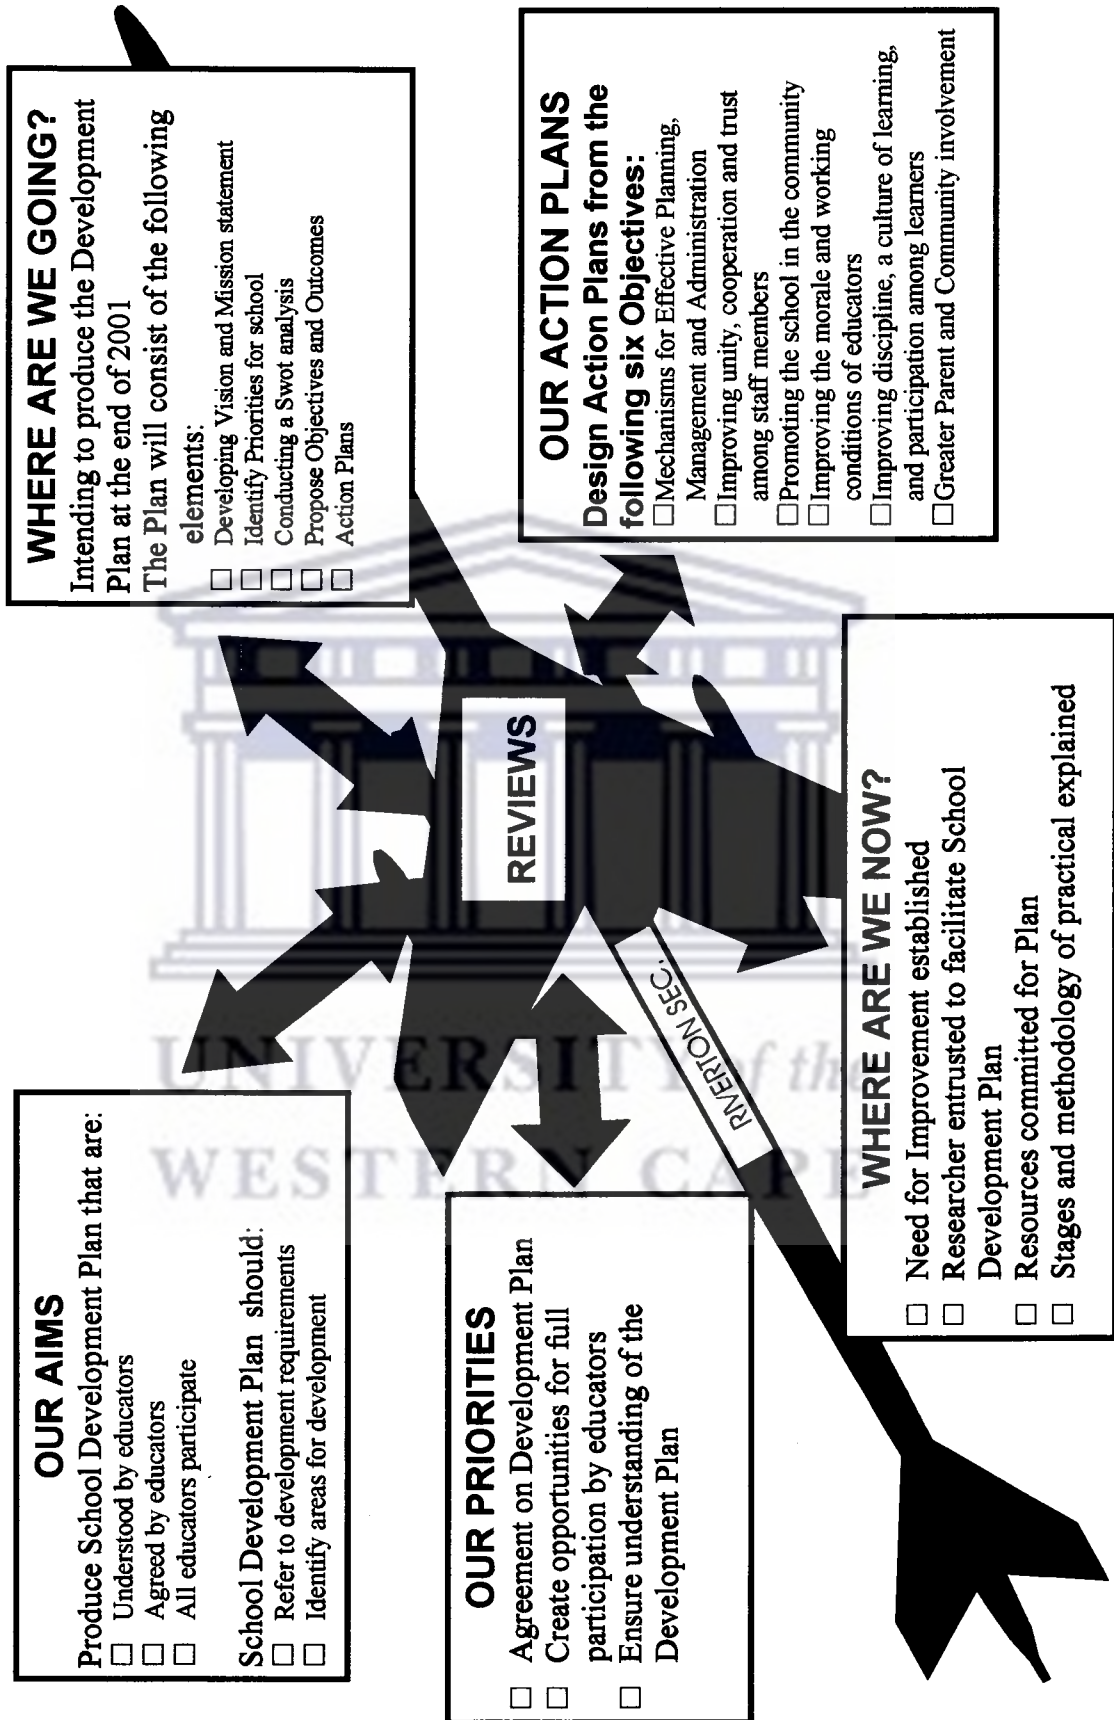 OUR AIMS
Produce School Development Plan that are:
☐ Understood by educators
☐ Agreed by educators
☐ All educators participate
School Development Plan should:
☐ Refer to development requirements
☐ Identify areas for development
WHERE ARE WE GOING?
Intending to produce the Development
Plan at the end of 2001
The Plan will consist of the following
elements:
☐ Developing Vision and Mission statement
☐ Identify Priorities for school
☐ Conducting a Swot analysis
☐ Propose Objectives and Outcomes
☐ Action Plans
OUR PRIORITIES
☐ Agreement on Development Plan
☐ Create opportunities for full
participation by educators
☐ Ensure understanding of the
Development Plan
REVIEWS
RIVERTON SEC.
OUR ACTION PLANS
Design Action Plans from the
following six Objectives:
☐ Mechanisms for Effective Planning,
Management and Administration
☐ Improving unity, cooperation and trust
among staff members
☐ Promoting the school in the community
☐ Improving the morale and working
conditions of educators
☐ Improving discipline, a culture of learning,
and participation among learners
☐ Greater Parent and Community involvement
WHERE ARE WE NOW?
☐ Need for Improvement established
☐ Researcher entrusted to facilitate School
Development Plan
☐ Resources committed for Plan
☐ Stages and methodology of practical explained
UNIVERSITY of the
WESTERN CAPE